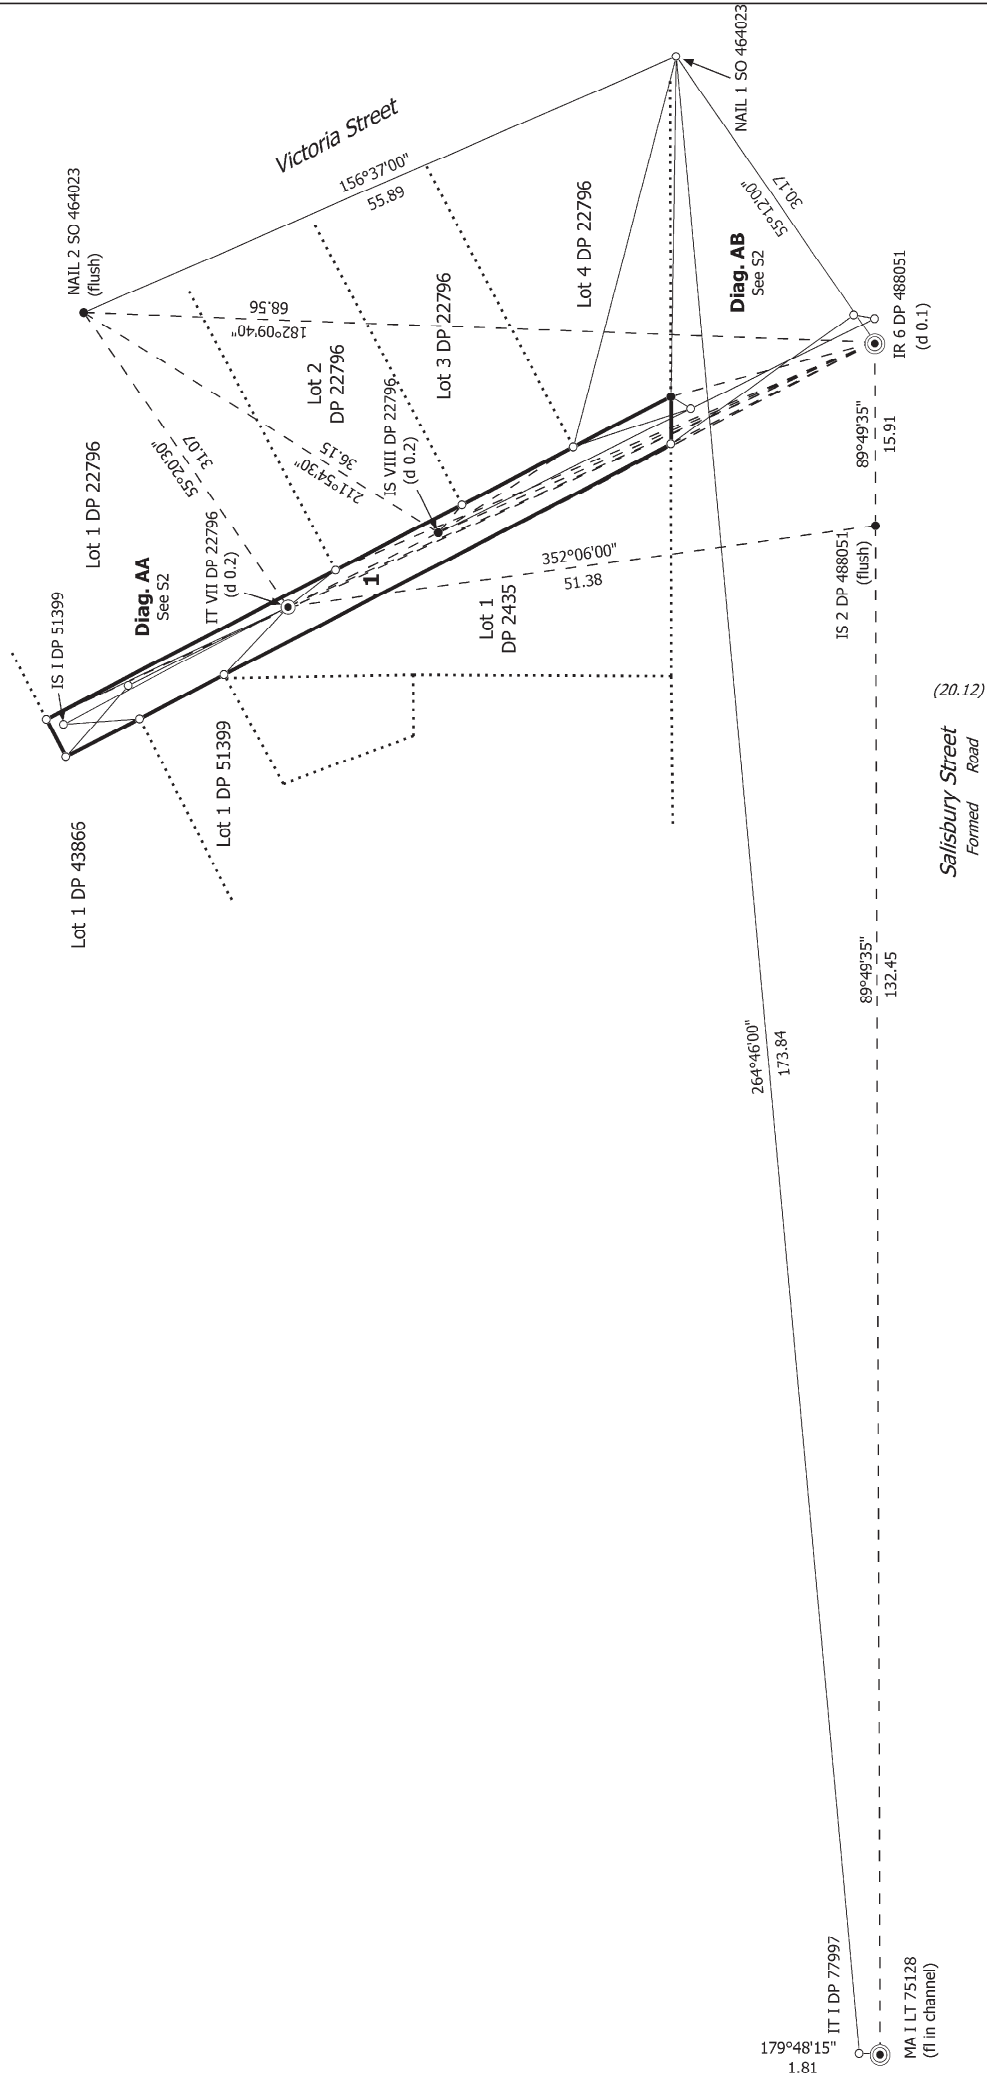 NAIL 1 SO 464023
NAIL 2 SO 464023
(flush)
Victoria Street
156°37'00"
55.89
30.17
55°12'00"
Lot 4 DP 22796
Diag. AB
See S2
68.56
182°09'40"
Lot 3 DP 22796
Lot 2
DP 22796
IR 6 DP 488051
(d 0.1)
36.15
211°54'30"
IS VIII DP 22796
(d 0.2)
31.07
55°20'30"
Lot 1 DP 22796
89°49'35"
15.91
IT VII DP 22796
(d 0.2)
Diag. AA
See S2
1
352°06'00"
51.38
IS 2 DP 488051
(flush)
Lot 1
DP 2435
IS I DP 51399
(20.12)
Lot 1 DP 51399
Salisbury Street
Formed Road
Lot 1 DP 43866
89°49'35"
132.45
264°46'00"
173.84
IT I DP 77997
179°48'15"
1.81
MA I LT 75128
(fl in channel)